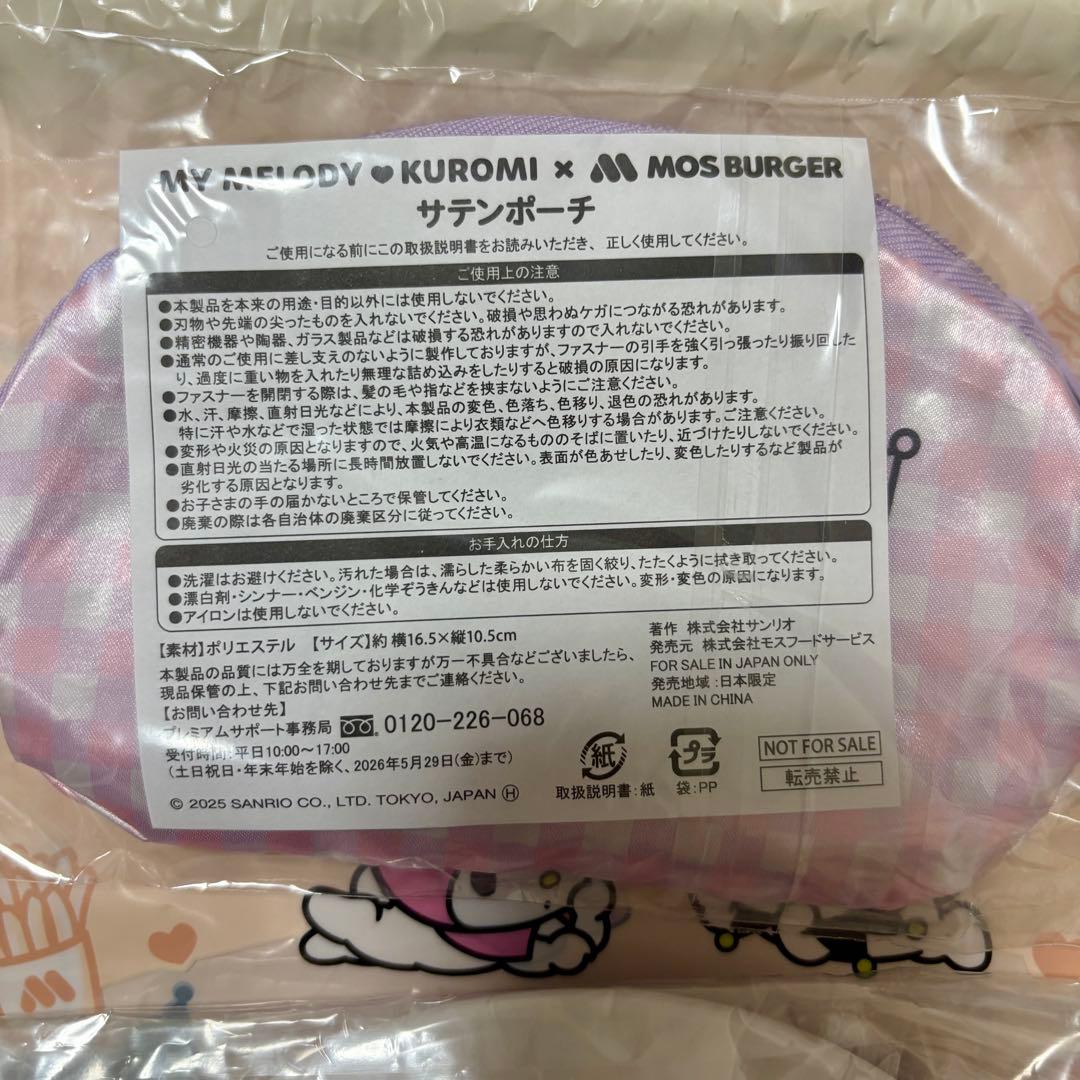 MY MELODY ♥ KUROMI × MOS BURGER
サテンポーチ
ご使用になる前にこの取扱説明書をお読みいただき、正しく使用してください。
ご使用上の注意
●本製品を本来の用途・目的以外には使用しないでください。
●刃物や先端の尖ったものを入れないでください。破損や思わぬケガにつながる恐れがあります。
●精密機器や陶器、ガラス製品などは破損する恐れがありますので入れないでください。
●通常のご使用に差し支えのないように製作しておりますが、ファスナーの引手を強く引っ張ったり振り回した
り、過度に重い物を入れたり無理な詰め込みをしたりすると破損の原因になります。
●ファスナーを開閉する際は、髪の毛や指などを挟まないようにご注意ください。
●水、汗、摩擦、直射日光などにより、本製品の変色、色落ち、色移り、退色の恐れがあります。
特に汗や水などで湿った状態では摩擦により衣類などへ色移りする場合があります。ご注意ください。
●変形や火災の原因となりますので、火気や高温になるもののそばに置いたり、近づけたりしないでください。
●直射日光の当たる場所に長時間放置しないでください。表面が色あせしたり、変色したりするなど製品が
劣化する原因となります。
●お子さまの手の届かないところで保管してください。
●廃棄の際は各自治体の廃棄区分に従ってください。
お手入れの仕方
●洗濯はお避けください。汚れた場合は、濡らした柔らかい布を固く絞り、たたくように拭き取ってください。
●漂白剤・シンナー・ベンジン・化学ぞうきんなどは使用しないでください。変形・変色の原因になります。
●アイロンは使用しないでください。
【素材】ポリエステル 【サイズ】約 横16.5×縦10.5cm
本製品の品質には万全を期しておりますが万一不具合などございましたら、
現品保管の上、下記お問い合わせ先までご連絡ください。
【お問い合わせ先】
プレミアムサポート事務局 0120-226-068
受付時間:平日10:00〜17:00
(土日祝日・年末年始を除く、2026年5月29日(金)まで)
© 2025 SANRIO CO., LTD. TOKYO, JAPAN Ⓗ
著作 株式会社サンリオ
発売元 株式会社モスフードサービス
FOR SALE IN JAPAN ONLY
発売地域:日本限定
MADE IN CHINA
紙
取扱説明書:紙
プラ
袋:PP
NOT FOR SALE
転売禁止